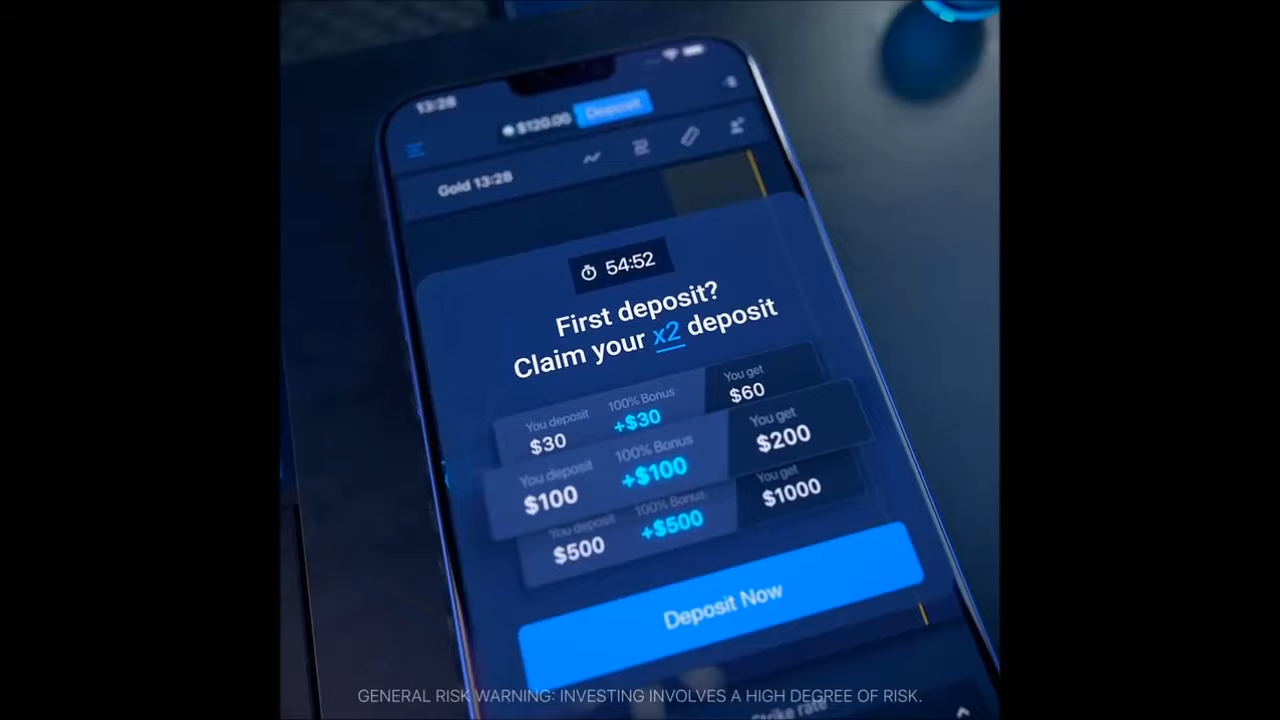 13:28
$120.00 Deposit
Gold 13:28
54:52
First deposit?
Claim your x2 deposit
You deposit 100% Bonus You get
$30 +$30 $60
You deposit 100% Bonus You get
$100 +$100 $200
You deposit 100% Bonus You get
$500 +$500 $1000
Deposit Now
Strike rate
GENERAL RISK WARNING: INVESTING INVOLVES A HIGH DEGREE OF RISK.